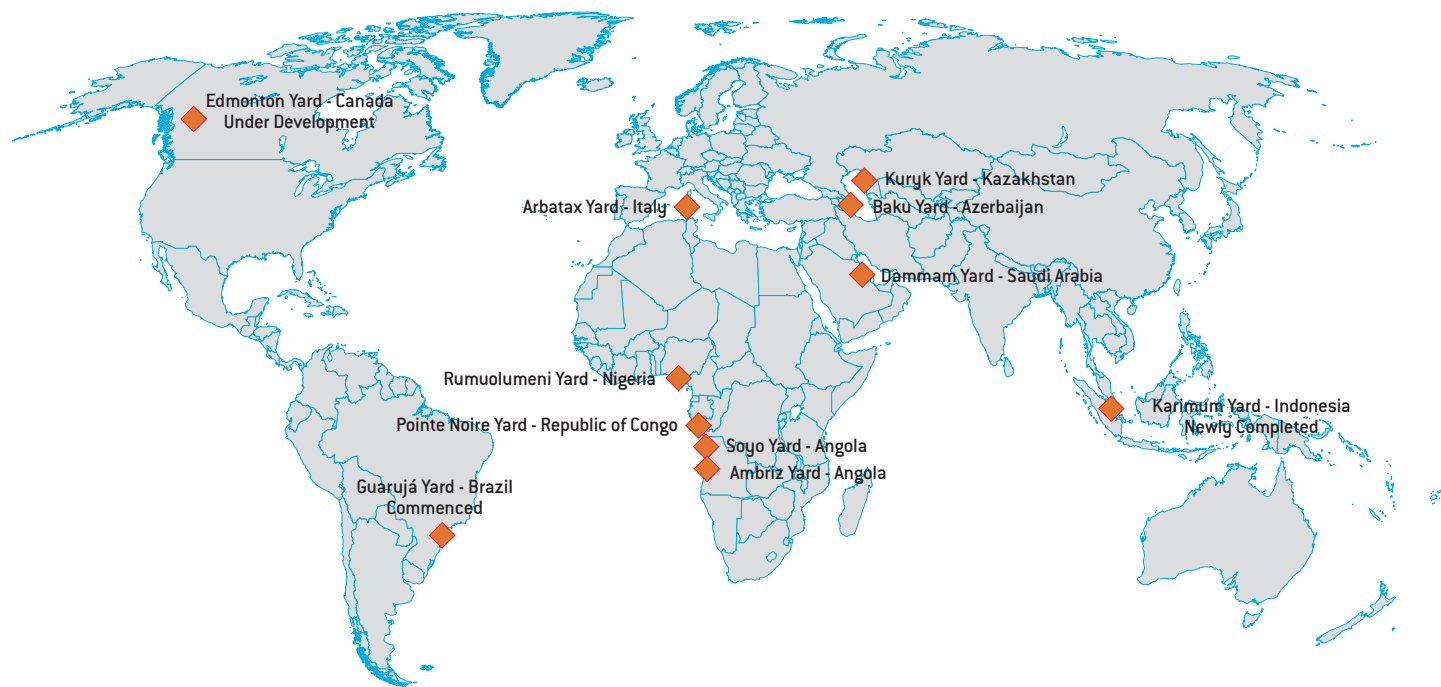 Edmonton Yard - Canada
Under Development
Kuryk Yard - Kazakhstan
Arbatax Yard - Italy
Baku Yard - Azerbaijan
Dammam Yard - Saudi Arabia
Rumuolumeni Yard - Nigeria
Karimum Yard - Indonesia
Newly Completed
Pointe Noire Yard - Republic of Congo
Soyo Yard - Angola
Ambriz Yard - Angola
Guarujá Yard - Brazil
Commenced